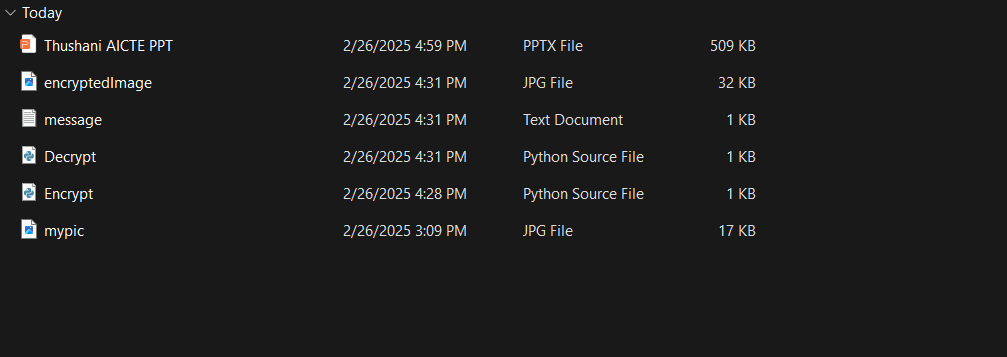 Today
Thushani AICTE PPT 2/26/2025 4:59 PM PPTX File 509 KB
encryptedImage 2/26/2025 4:31 PM JPG File 32 KB
message 2/26/2025 4:31 PM Text Document 1 KB
Decrypt 2/26/2025 4:31 PM Python Source File 1 KB
Encrypt 2/26/2025 4:28 PM Python Source File 1 KB
mypic 2/26/2025 3:09 PM JPG File 17 KB